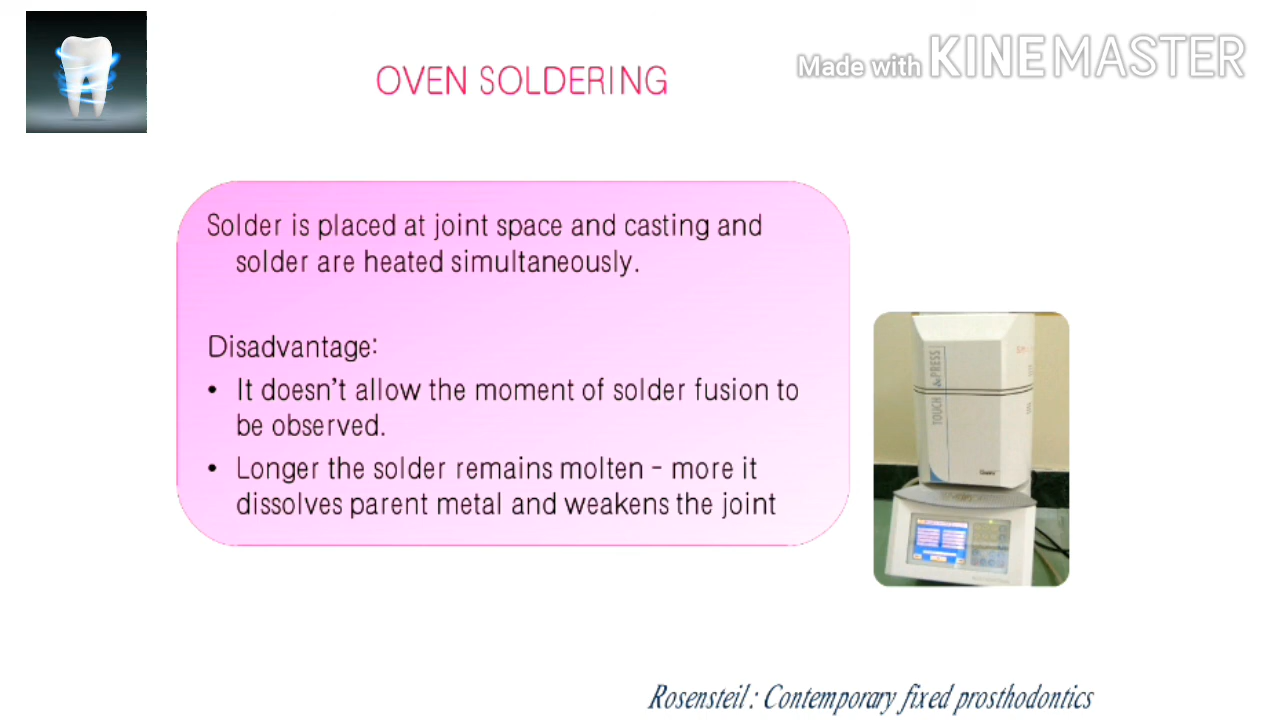 Made with KINEMASTER
OVEN SOLDERING
Solder is placed at joint space and casting and
solder are heated simultaneously.
Disadvantage:
• It doesn't allow the moment of solder fusion to
be observed.
• Longer the solder remains molten - more it
dissolves parent metal and weakens the joint
TOUCH & PRESS
Rosensteil : Contemporary fixed prosthodontics